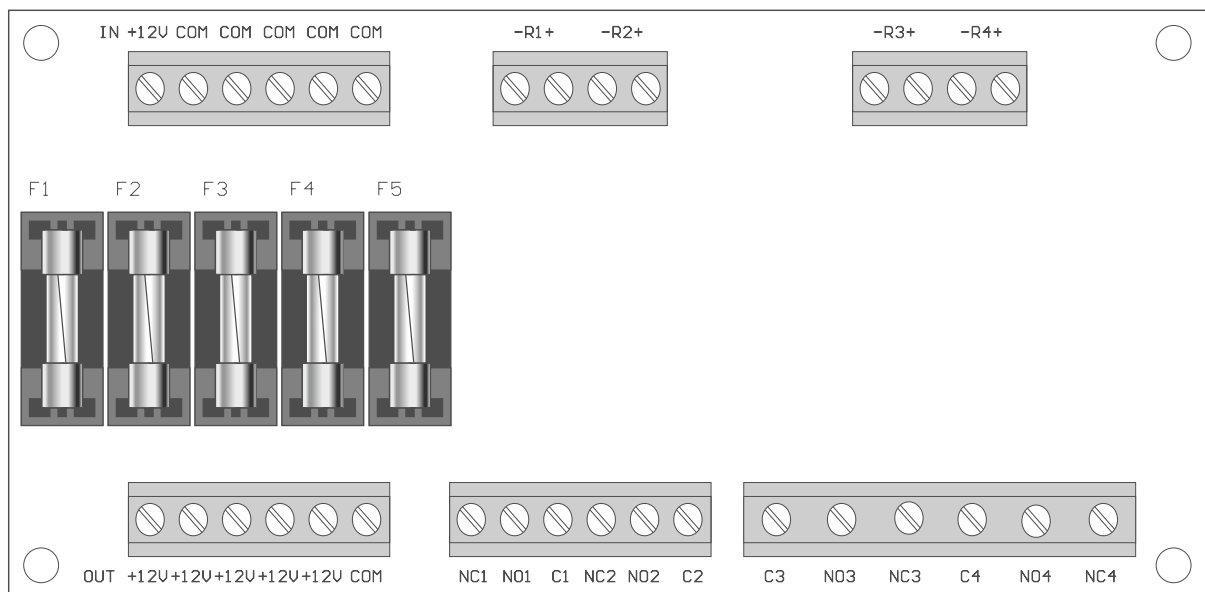 IN +12V COM COM COM COM COM -R1+ -R2+ -R3+ -R4+
F1 F2 F3 F4 F5
OUT +12V +12V +12V +12V +12V COM NC1 NO1 C1 NC2 NO2 C2 C3 NO3 NC3 C4 NO4 NC4